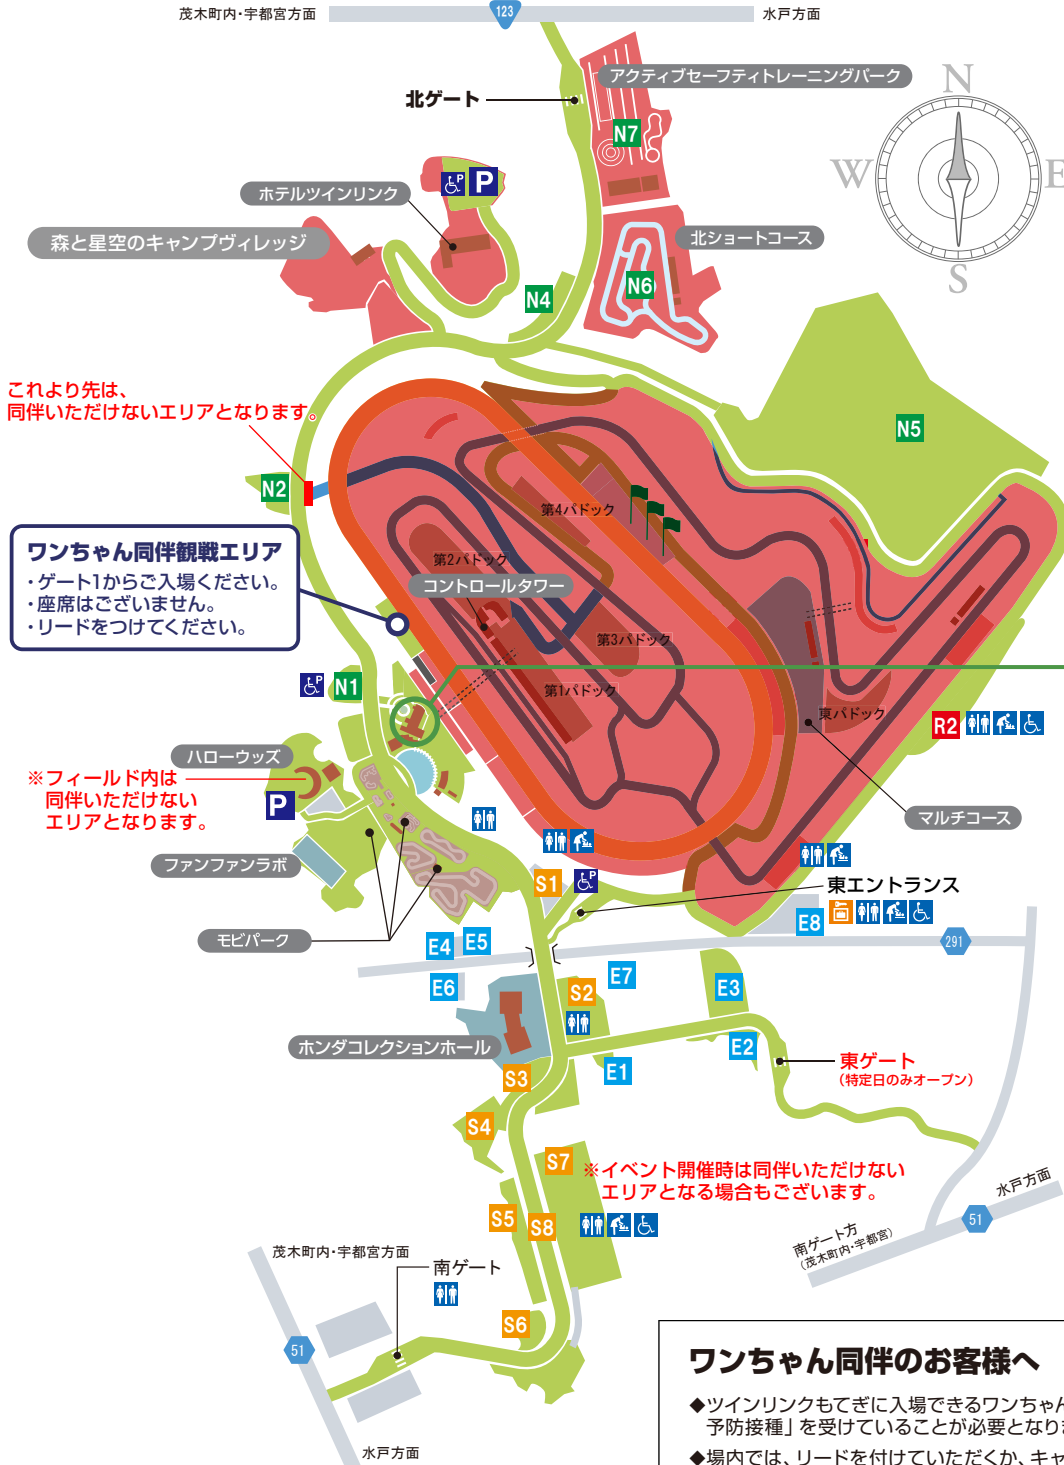 茂木町内・宇都宮方面
123
水戸方面
アクティブセーフティトレーニングパーク
北ゲート
N
W
E
S
N7
P
P
ホテルツインリンク
森と星空のキャンプヴィレッジ
北ショートコース
N6
N4
これより先は、
同伴いただけないエリアとなります。
N5
N2
第4パドック
ワンちゃん同伴観戦エリア
・ゲート1からご入場ください。
・座席はございません。
・リードをつけてください。
第2パドック
コントロールタワー
第3パドック
第1パドック
P
N1
東パドック
R2
ハローウッズ
※フィールド内は
同伴いただけない
エリアとなります。
P
マルチコース
ファンファンラボ
S1
P
東エントランス
E8
モビパーク
E4
E5
291
E6
E7
S2
E3
ホンダコレクションホール
E2
E1
東ゲート
(特定日のみオープン)
S3
S4
S7
※イベント開催時は同伴いただけない
エリアとなる場合もございます。
S5
S8
水戸方面
51
南ゲート方
(茂木町内・宇都宮)
茂木町内・宇都宮方面
南ゲート
S6
51
水戸方面
ワンちゃん同伴のお客様へ
◆ツインリンクもてぎに入場できるワンちゃん
予防接種」を受けていることが必要となりま
◆場内では、リードを付けていただくか、キャ